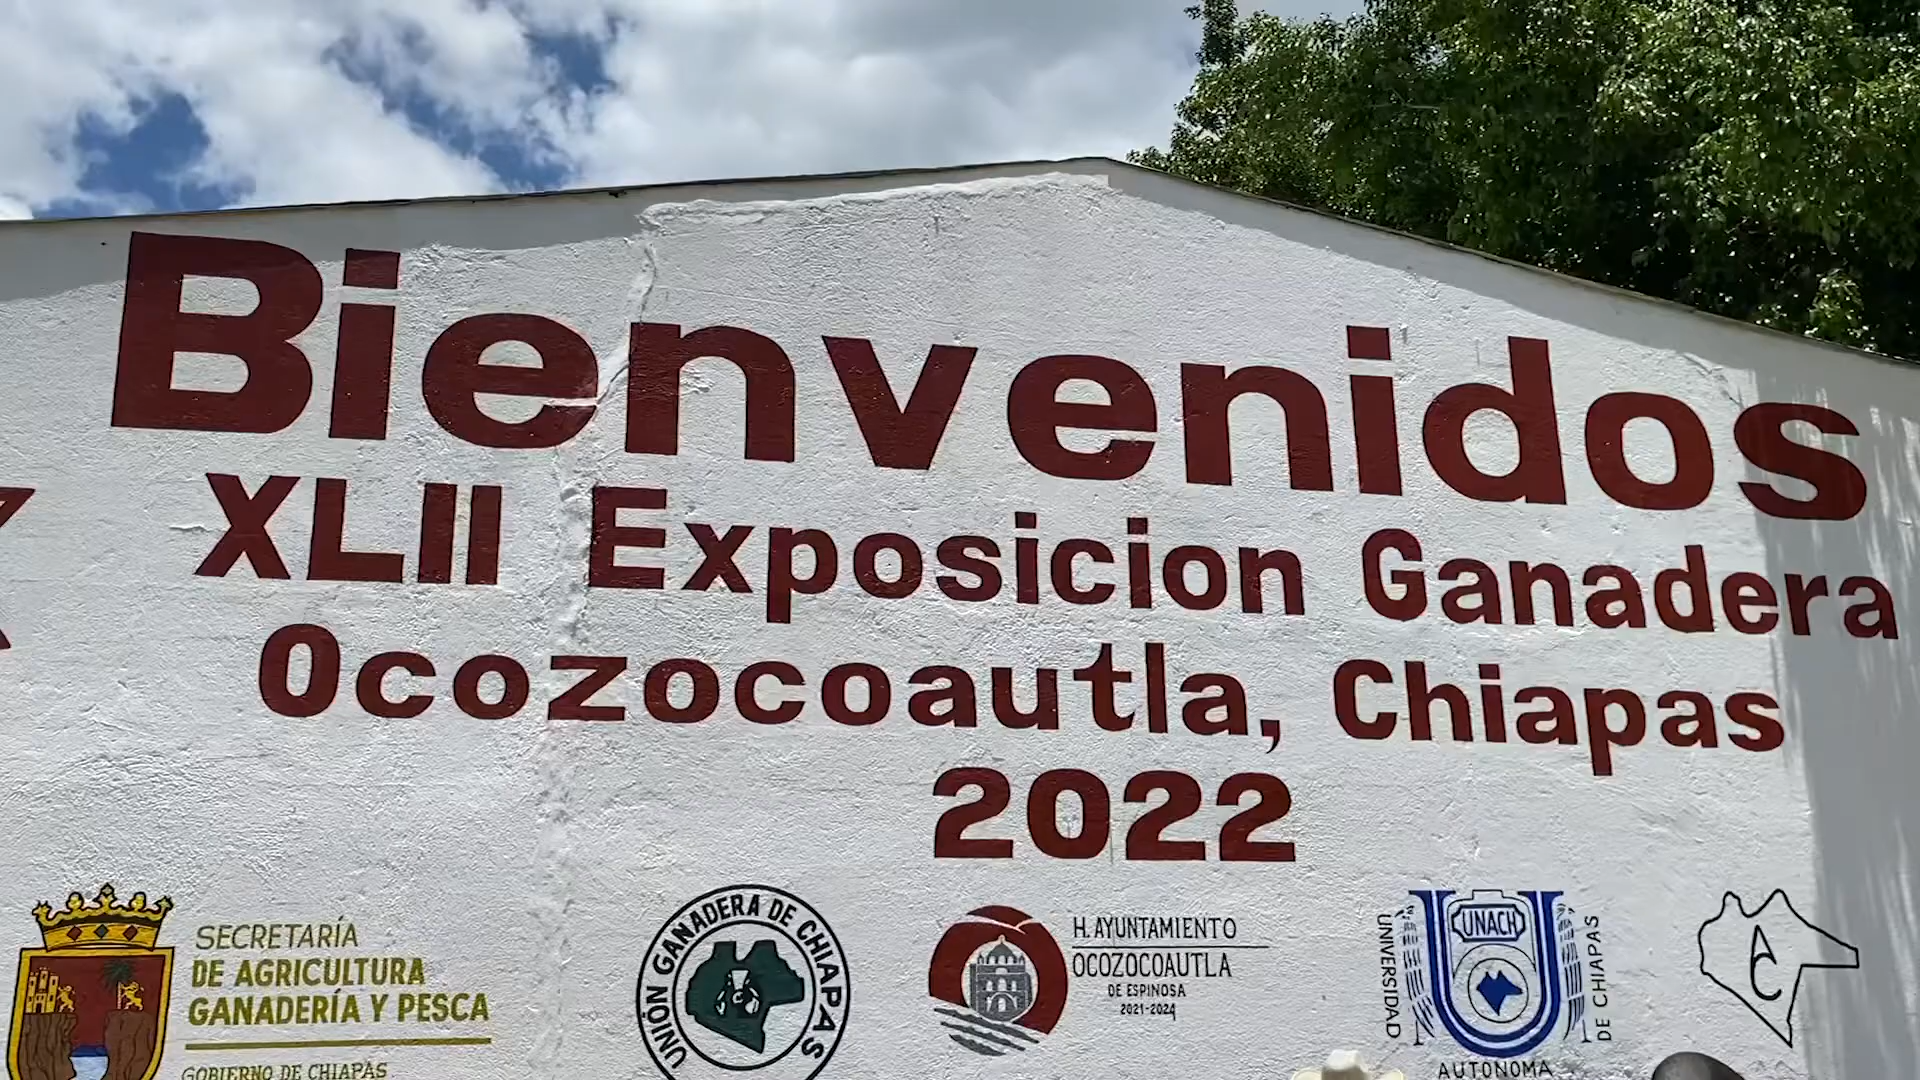 Bienvenidos
XLII Exposicion Ganadera
Ocozocoautla, Chiapas
2022
SECRETARÍA
DE AGRICULTURA
GANADERÍA Y PESCA
GOBIERNO DE CHIAPAS
UNIÓN GANADERA DE CHIAPAS
H. AYUNTAMIENTO
OCOZOCOAUTLA
DE ESPINOSA
2021-2024
UNACH
UNIVERSIDAD
AUTONOMA
DE CHIAPAS